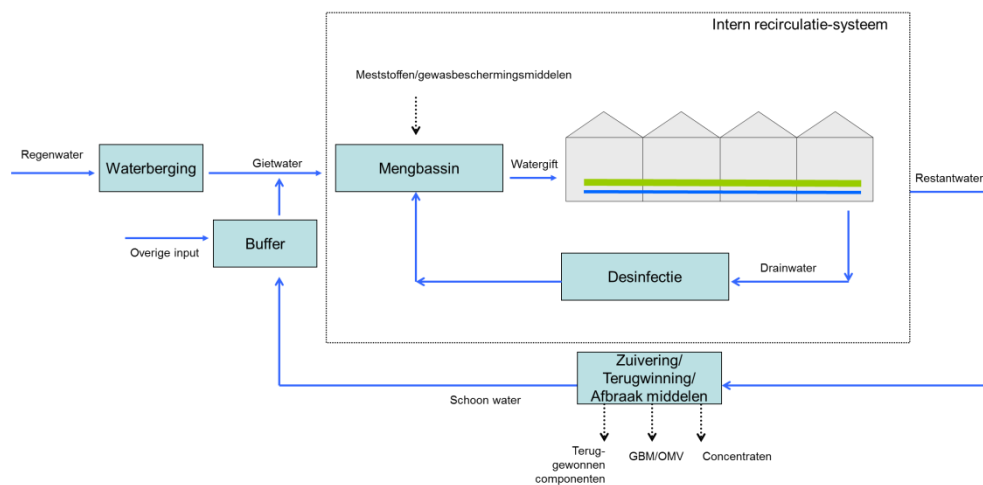 Intern recirculatie-systeem
Meststoffen/gewasbeschermingsmiddelen
Regenwater
Waterberging
Gietwater
Mengbassin
Watergift
Restantwater
Overige input
Buffer
Desinfectie
Drainwater
Schoon water
Zuivering/
Terugwinning/
Afbraak middelen
Terug-
gewonnen
componenten
GBM/OMV
Concentraten